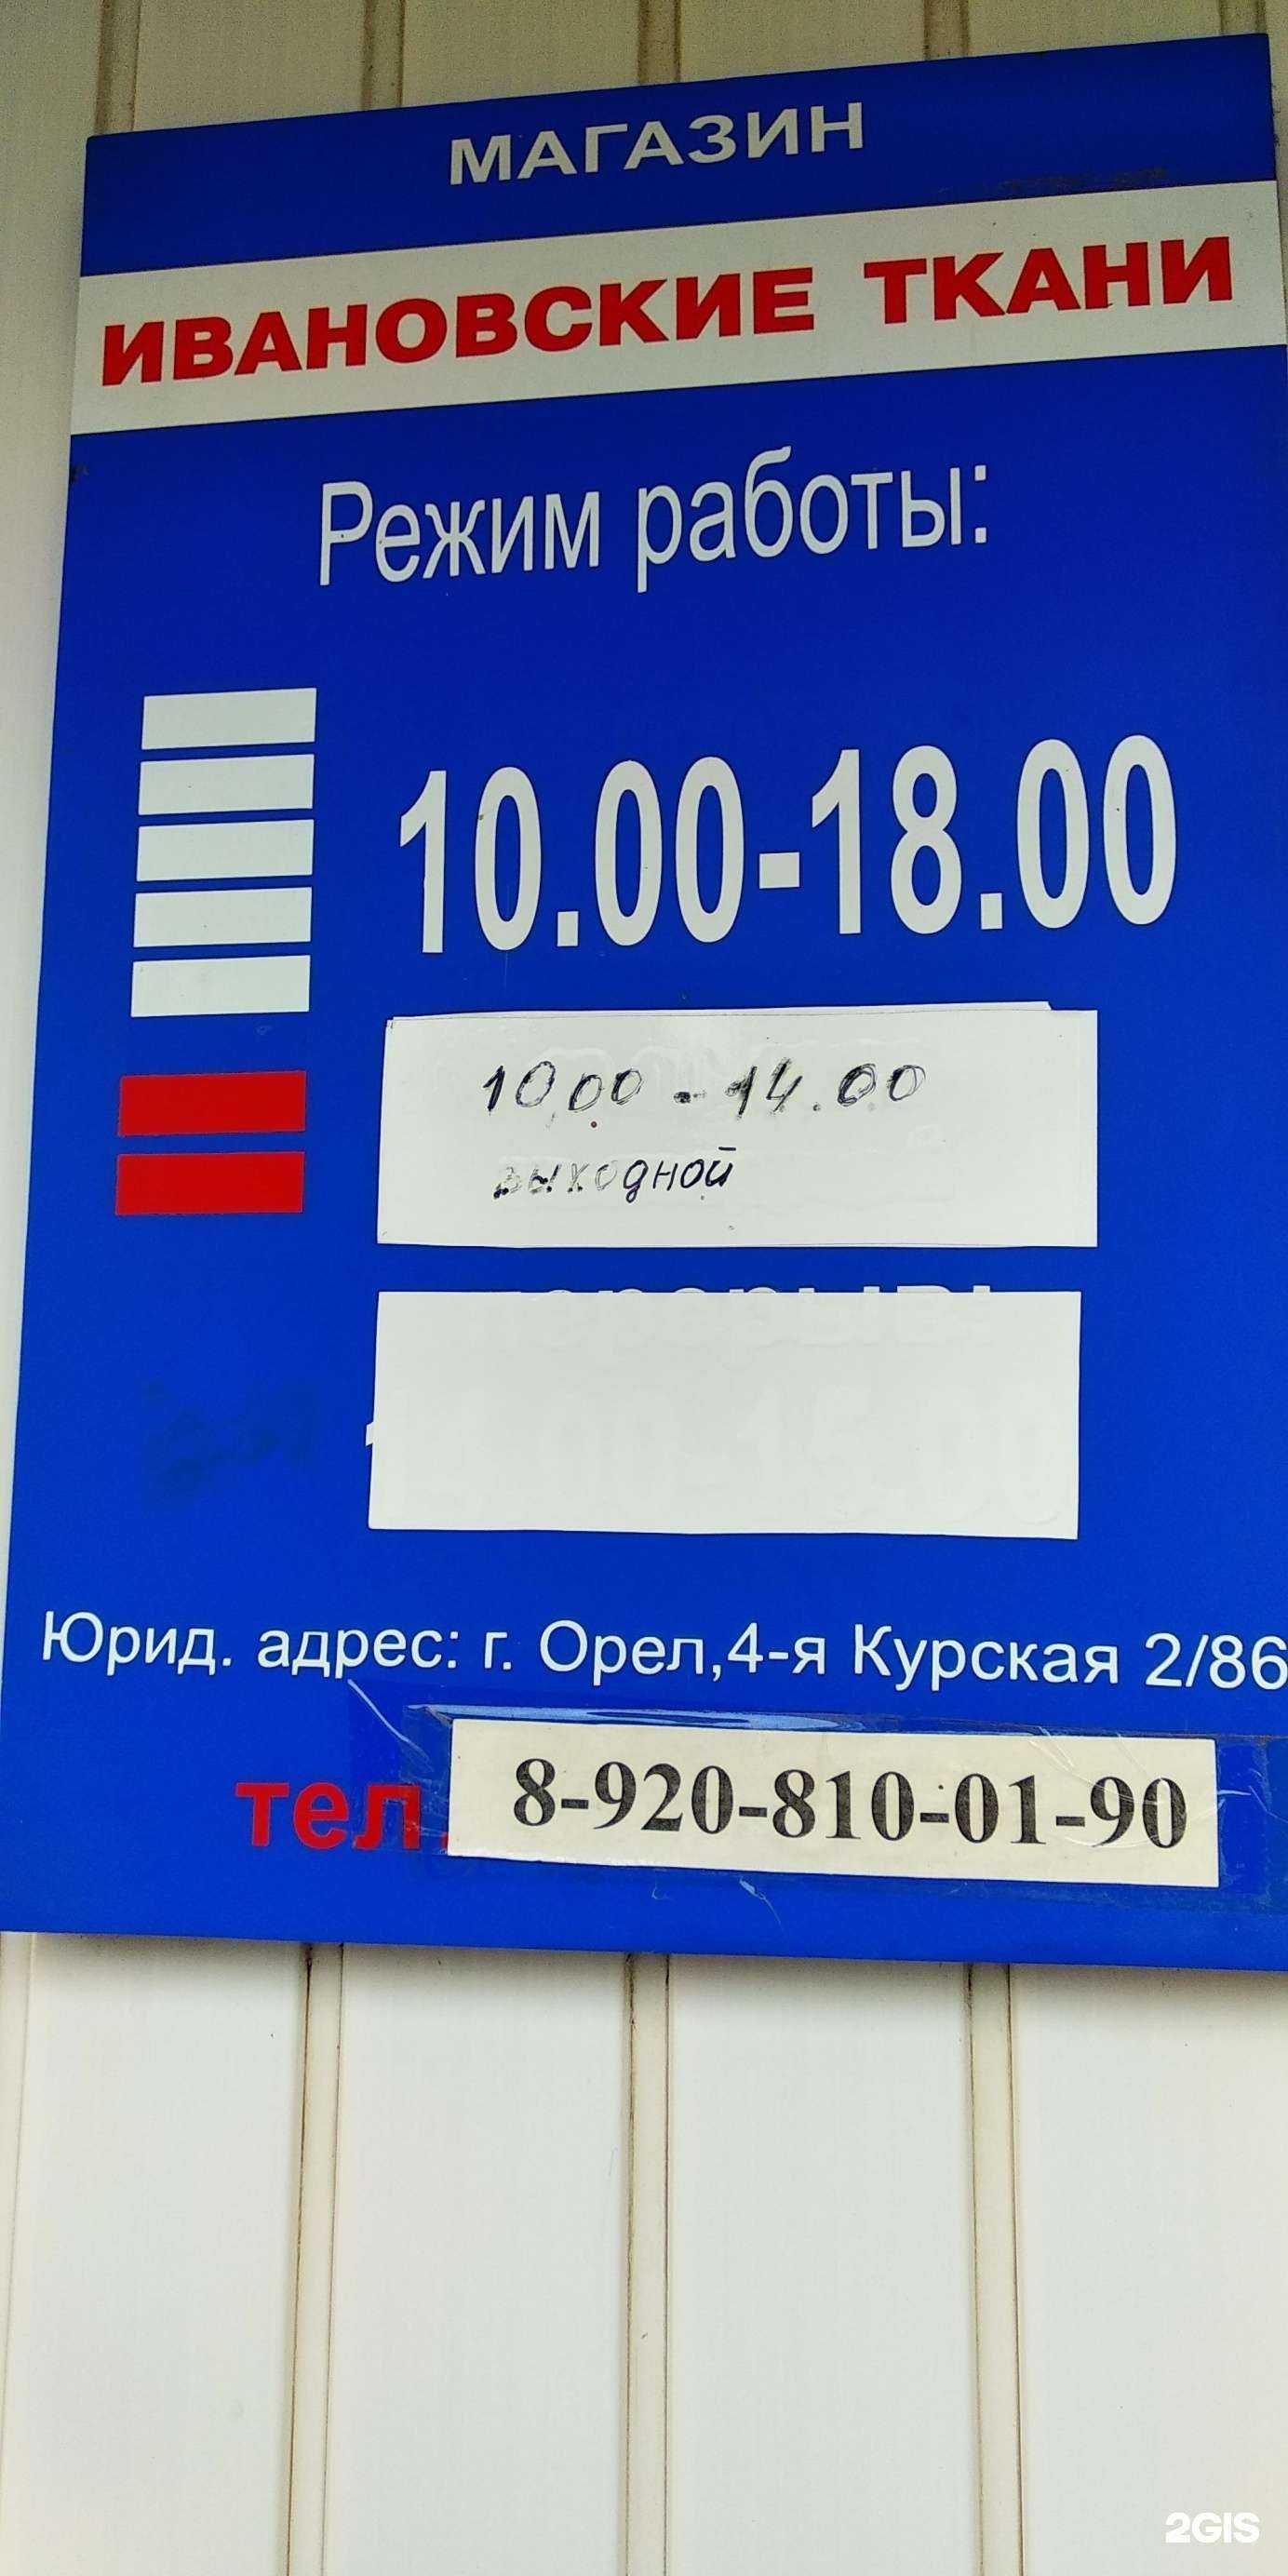 МАГАЗИН
ИВАНОВСКИЕ ТКАНИ
Режим работы:
10.00-18.00
10.00 - 14.00
выходной
Юрид. адрес: г. Орел,4-я Курская 2/86
тел.
8-920-810-01-90
2GIS